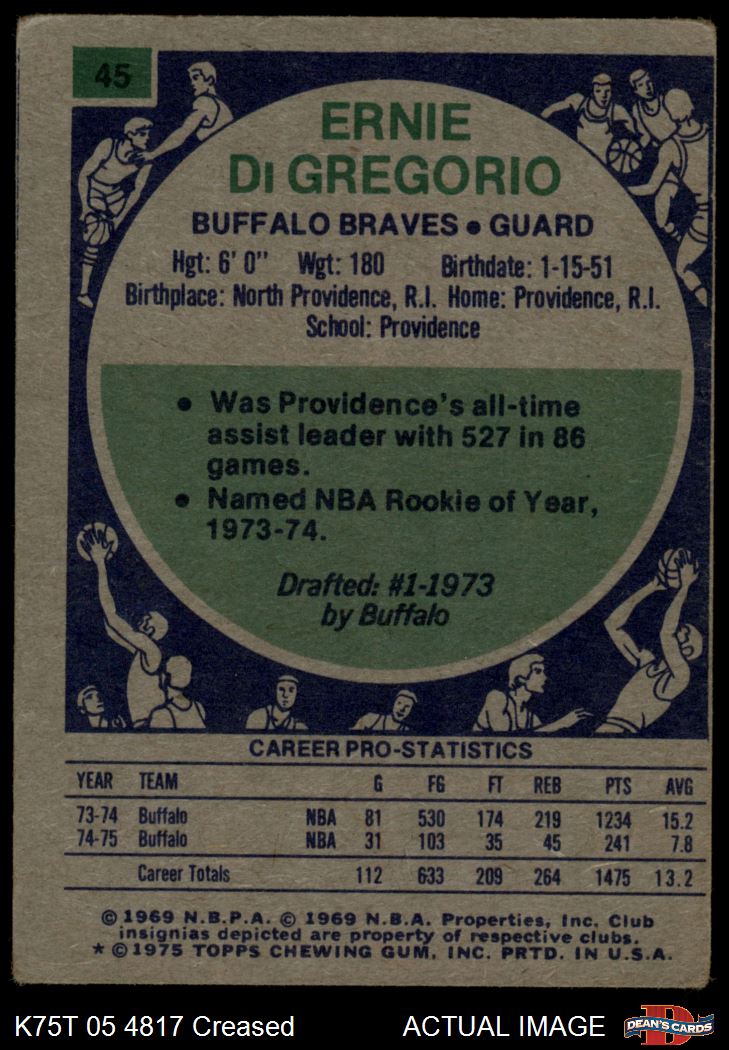 45
ERNIE
Di GREGORIO
BUFFALO BRAVES • GUARD
Hgt: 6' 0" Wgt: 180 Birthdate: 1-15-51
Birthplace: North Providence, R.I. Home: Providence, R.I.
School: Providence
• Was Providence's all-time
assist leader with 527 in 86
games.
• Named NBA Rookie of Year,
1973-74.
Drafted: #1-1973
by Buffalo
CAREER PRO-STATISTICS
YEAR TEAM G FG FT REB PTS AVG
73-74 Buffalo NBA 81 530 174 219 1234 15.2
74-75 Buffalo NBA 31 103 35 45 241 7.8
Career Totals 112 633 209 264 1475 13.2
© 1969 N.B.P.A. © 1969 N.B.A. Properties, Inc. Club
insignias depicted are property of respective clubs.
* © 1975 TOPPS CHEWING GUM, INC. PRTD. IN U.S.A.
K75T 05 4817 Creased ACTUAL IMAGE
D
DEAN'S CARDS